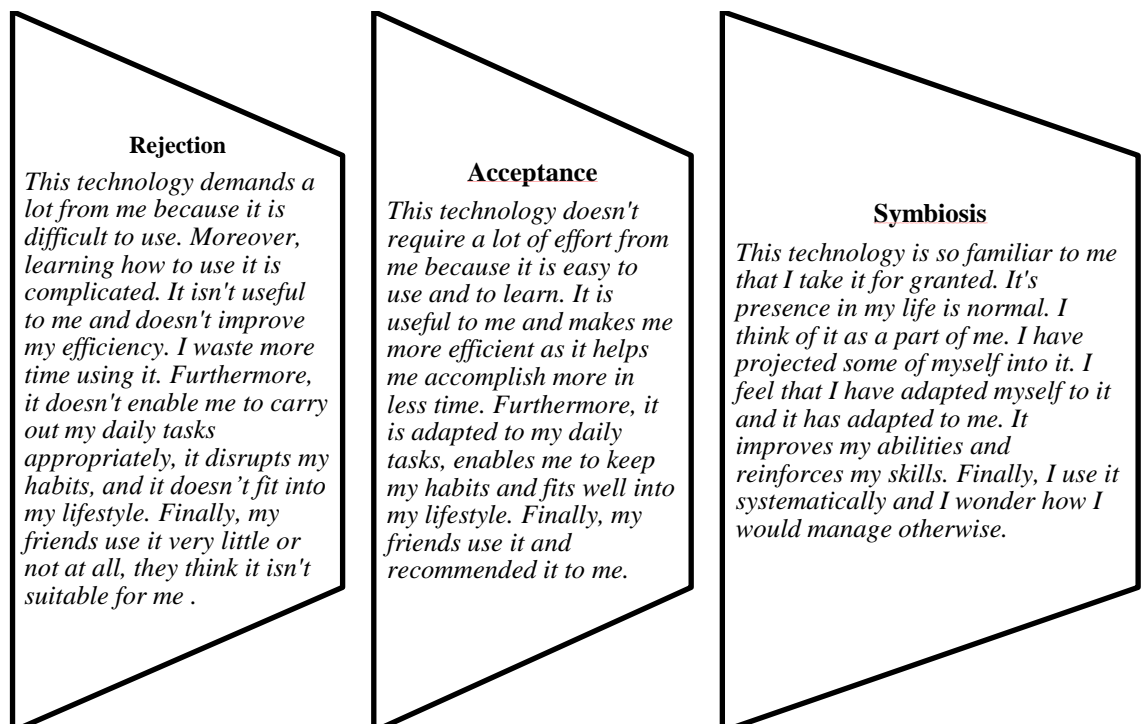 Rejection
This technology demands a
lot from me because it is
difficult to use. Moreover,
learning how to use it is
complicated. It isn't useful
to me and doesn't improve
my efficiency. I waste more
time using it. Furthermore,
it doesn't enable me to carry
out my daily tasks
appropriately, it disrupts my
habits, and it doesn’t fit into
my lifestyle. Finally, my
friends use it very little or
not at all, they think it isn't
suitable for me .
Acceptance
This technology doesn't
require a lot of effort from
me because it is easy to
use and to learn. It is
useful to me and makes me
more efficient as it helps
me accomplish more in
less time. Furthermore, it
is adapted to my daily
tasks, enables me to keep
my habits and fits well into
my lifestyle. Finally, my
friends use it and
recommended it to me.
Symbiosis
This technology is so familiar to me
that I take it for granted. It's
presence in my life is normal. I
think of it as a part of me. I have
projected some of myself into it. I
feel that I have adapted myself to it
and it has adapted to me. It
improves my abilities and
reinforces my skills. Finally, I use it
systematically and I wonder how I
would manage otherwise.